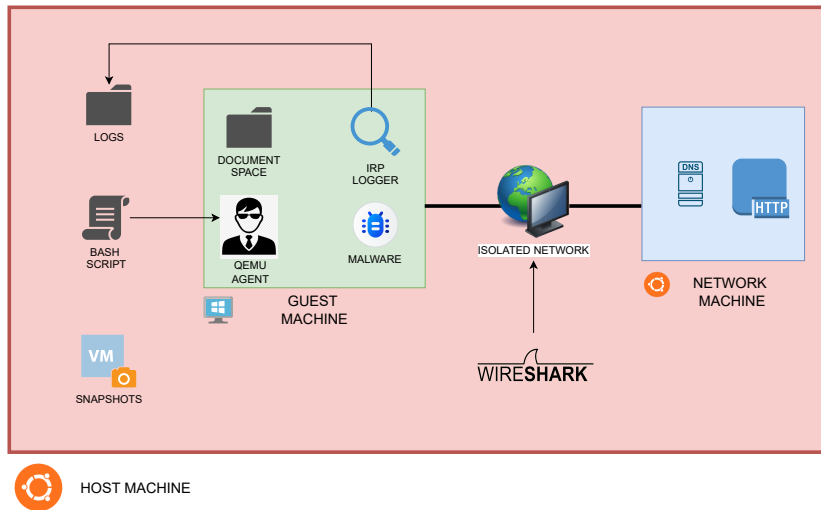 LOGS
DOCUMENT
SPACE
IRP
LOGGER
DNS
HTTP
BASH
SCRIPT
QEMU
AGENT
MALWARE
ISOLATED NETWORK
GUEST
MACHINE
NETWORK
MACHINE
VM
SNAPSHOTS
WIRESHARK
HOST MACHINE